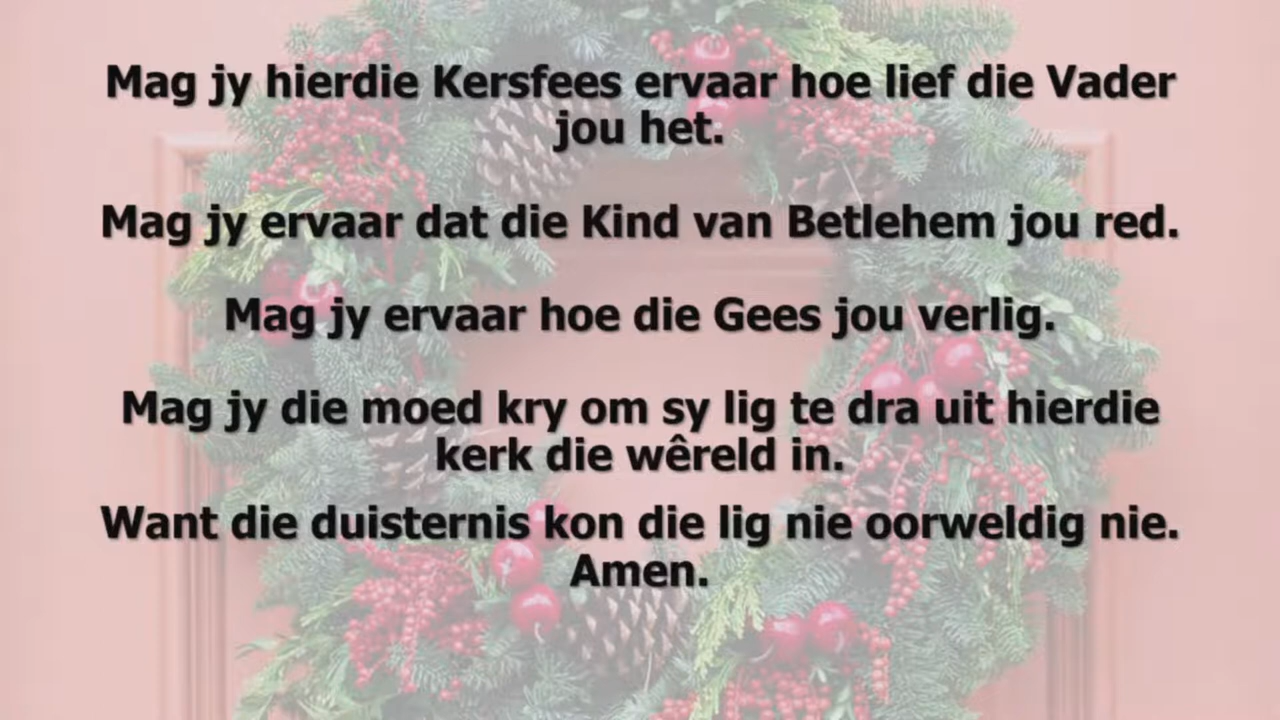 Mag jy hierdie Kersfees ervaar hoe lief die Vader
jou het.
Mag jy ervaar dat die Kind van Betlehem jou red.
Mag jy ervaar hoe die Gees jou verlig.
Mag jy die moed kry om sy lig te dra uit hierdie
kerk die wêreld in.
Want die duisternis kon die lig nie oorweldig nie.
Amen.